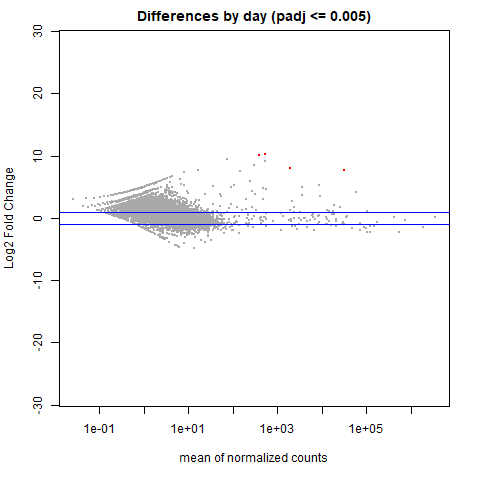 Differences by day (padj <= 0.005)
Log2 Fold Change
30
20
10
0
-10
-20
-30
1e-01
1e+01
1e+03
1e+05
mean of normalized counts